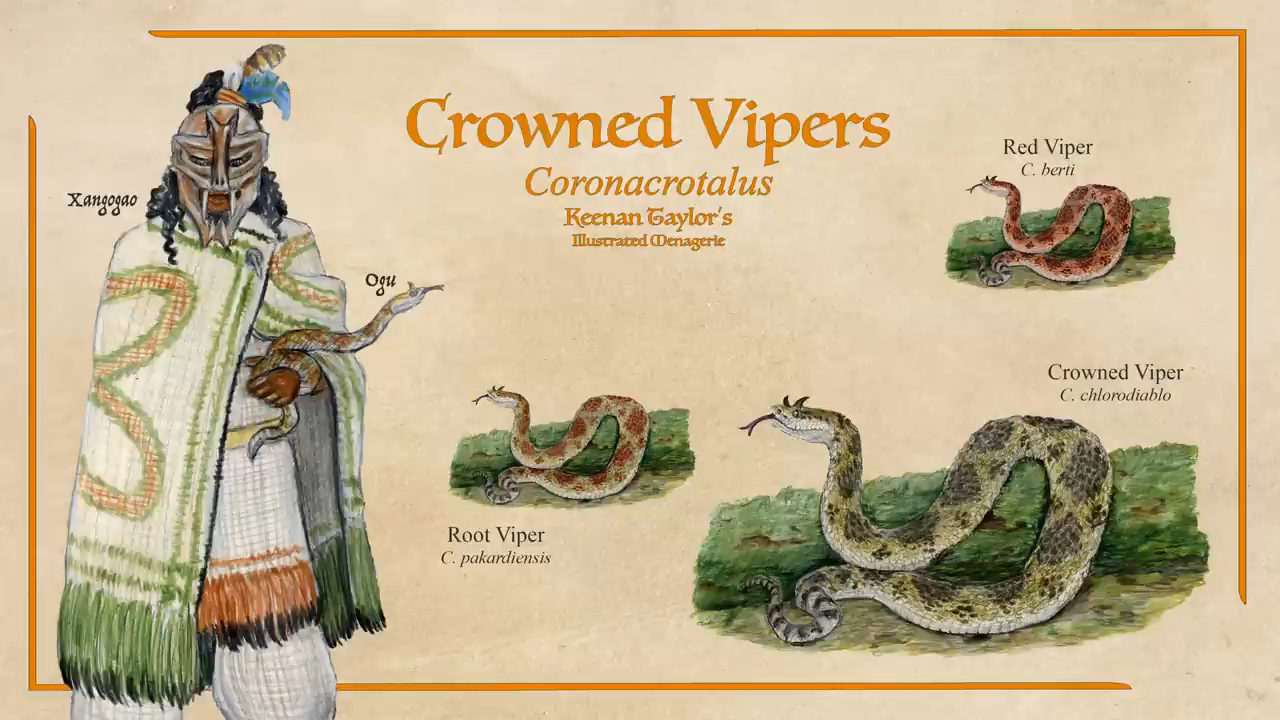 Crowned Vipers
Coronacrotalus
Keenan Taylor's
Illustrated Menagerie
Xangogao
Ogu
Red Viper
C. berti
Crowned Viper
C. chlorodiablo
Root Viper
C. pakardiensis